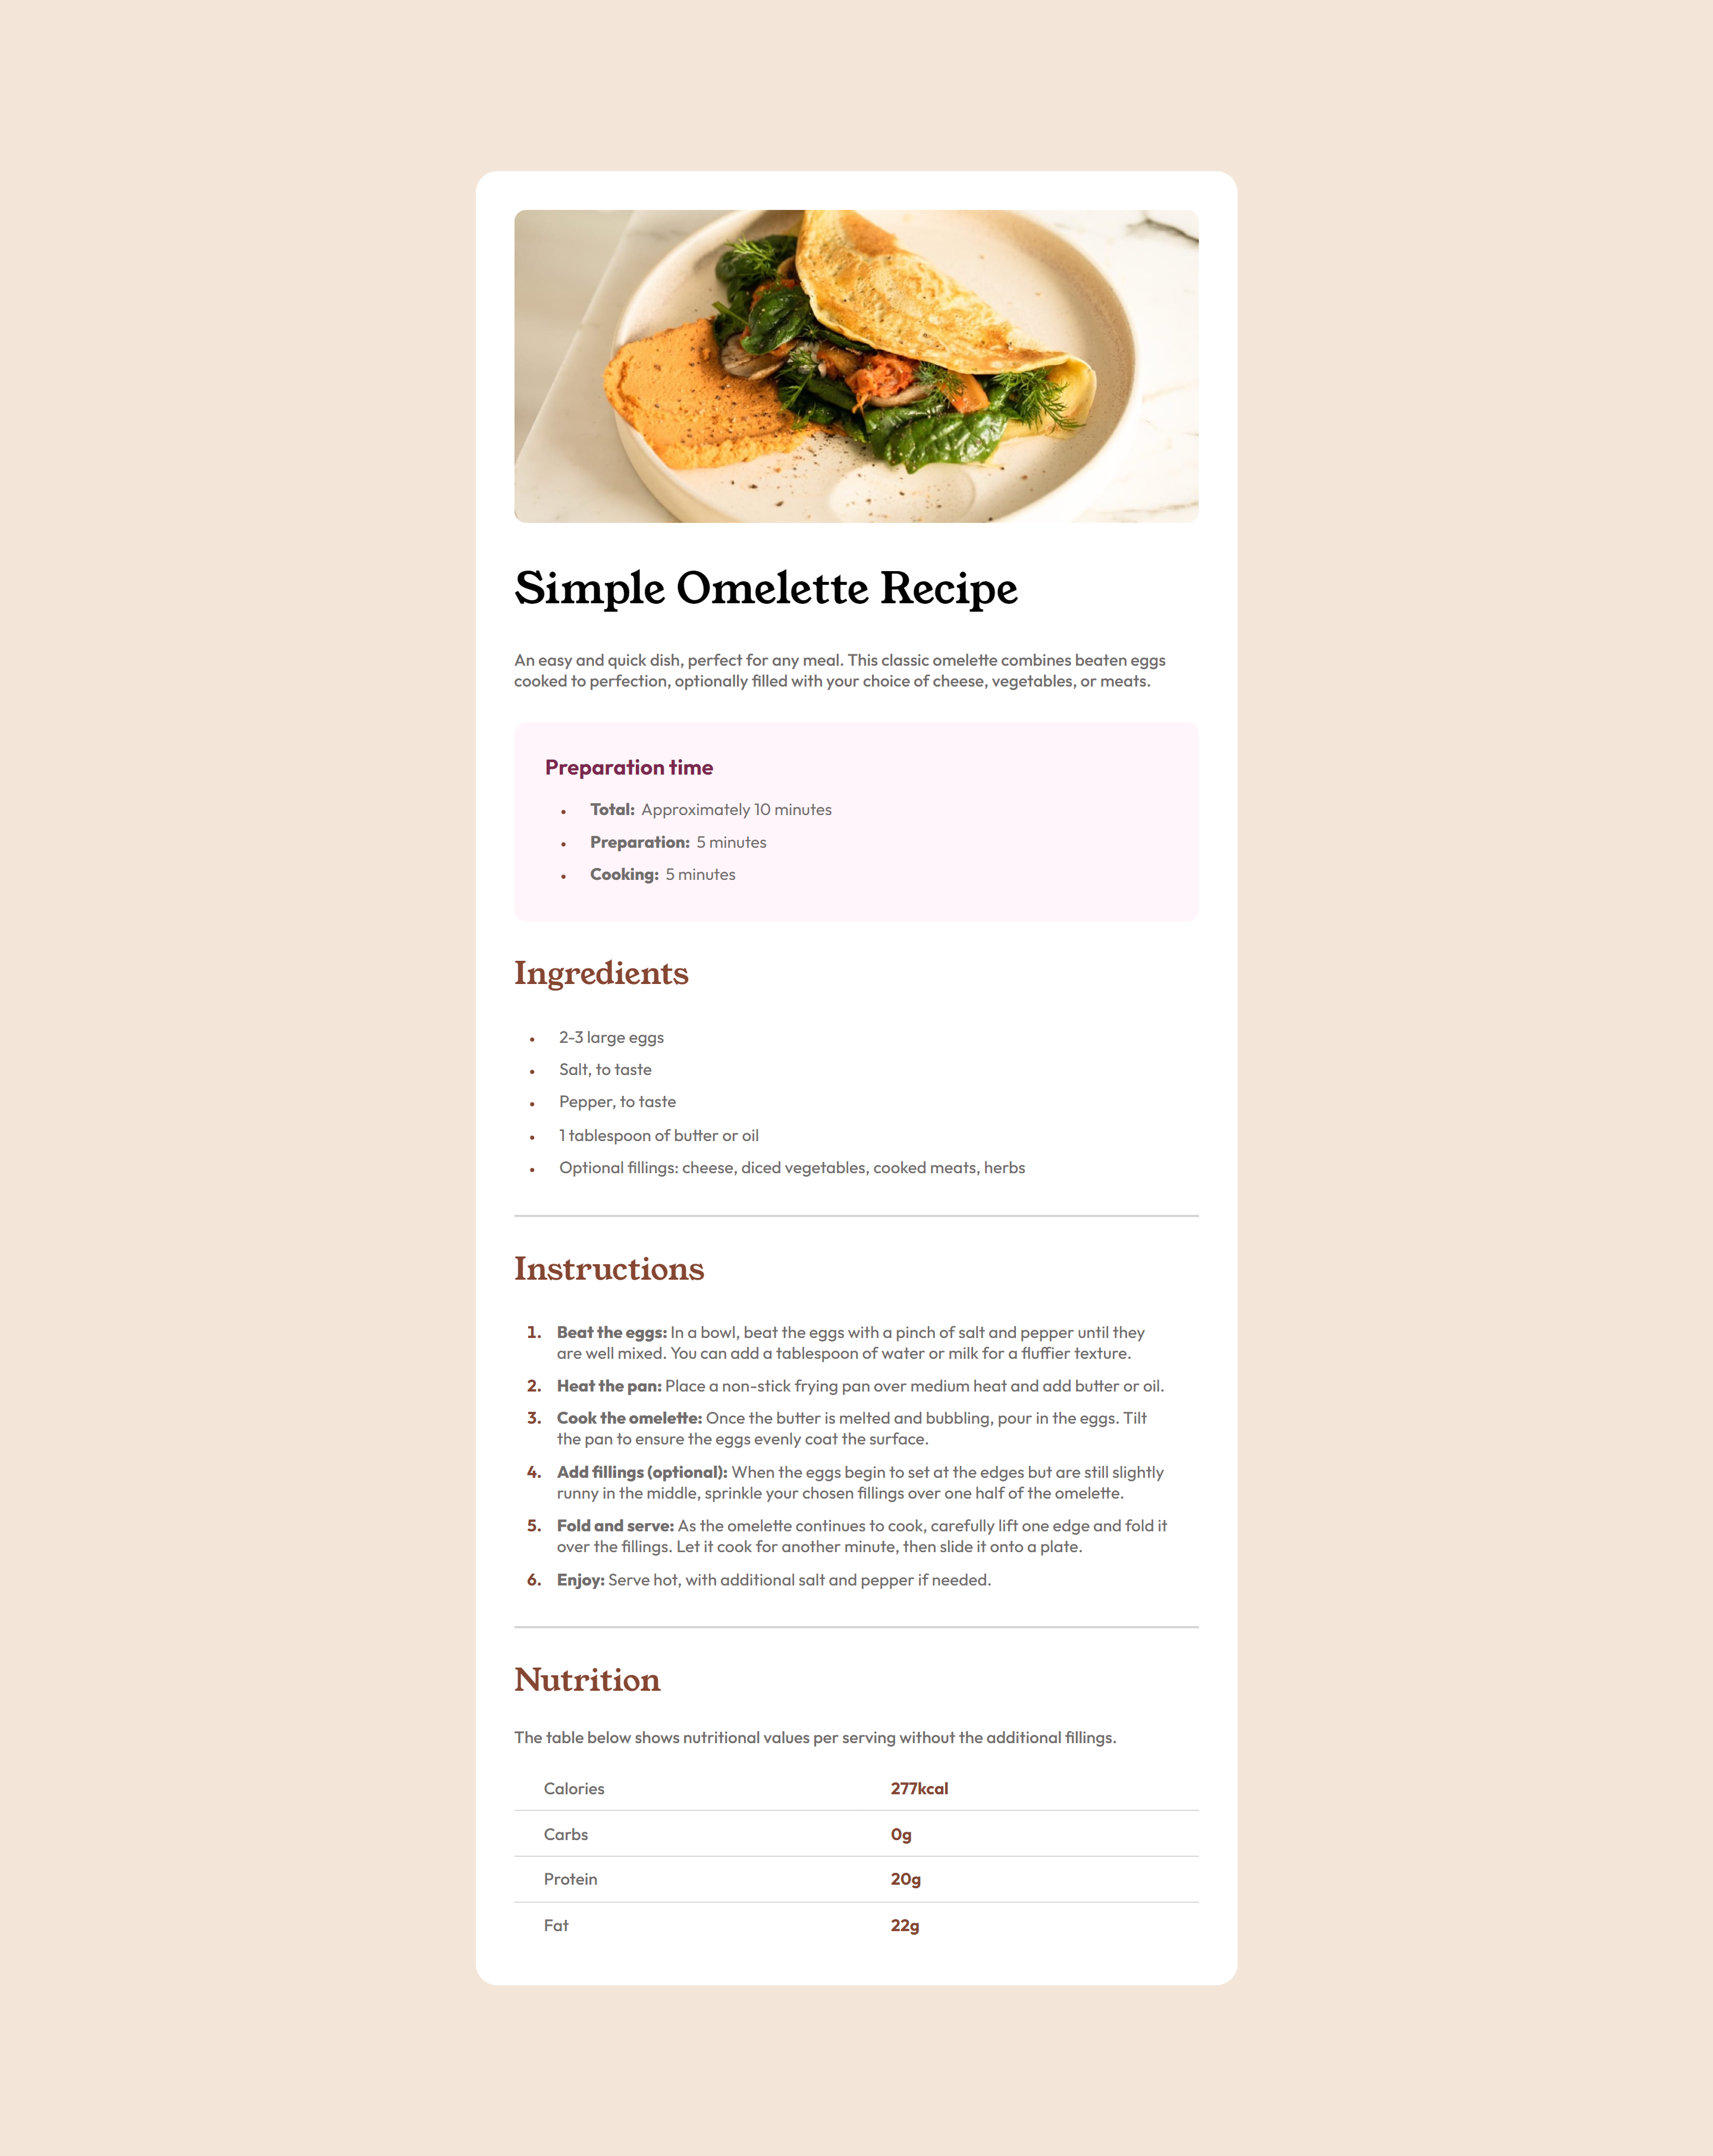 Simple Omelette Recipe
An easy and quick dish, perfect for any meal. This classic omelette combines beaten eggs
cooked to perfection, optionally filled with your choice of cheese, vegetables, or meats.
Preparation time
• Total: Approximately 10 minutes
• Preparation: 5 minutes
• Cooking: 5 minutes
Ingredients
• 2-3 large eggs
• Salt, to taste
• Pepper, to taste
• 1 tablespoon of butter or oil
• Optional fillings: cheese, diced vegetables, cooked meats, herbs
Instructions
1. Beat the eggs: In a bowl, beat the eggs with a pinch of salt and pepper until they
are well mixed. You can add a tablespoon of water or milk for a fluffier texture.
2. Heat the pan: Place a non-stick frying pan over medium heat and add butter or oil.
3. Cook the omelette: Once the butter is melted and bubbling, pour in the eggs. Tilt
the pan to ensure the eggs evenly coat the surface.
4. Add fillings (optional): When the eggs begin to set at the edges but are still slightly
runny in the middle, sprinkle your chosen fillings over one half of the omelette.
5. Fold and serve: As the omelette continues to cook, carefully lift one edge and fold it
over the fillings. Let it cook for another minute, then slide it onto a plate.
6. Enjoy: Serve hot, with additional salt and pepper if needed.
Nutrition
The table below shows nutritional values per serving without the additional fillings.
Calories 277kcal
Carbs 0g
Protein 20g
Fat 22g